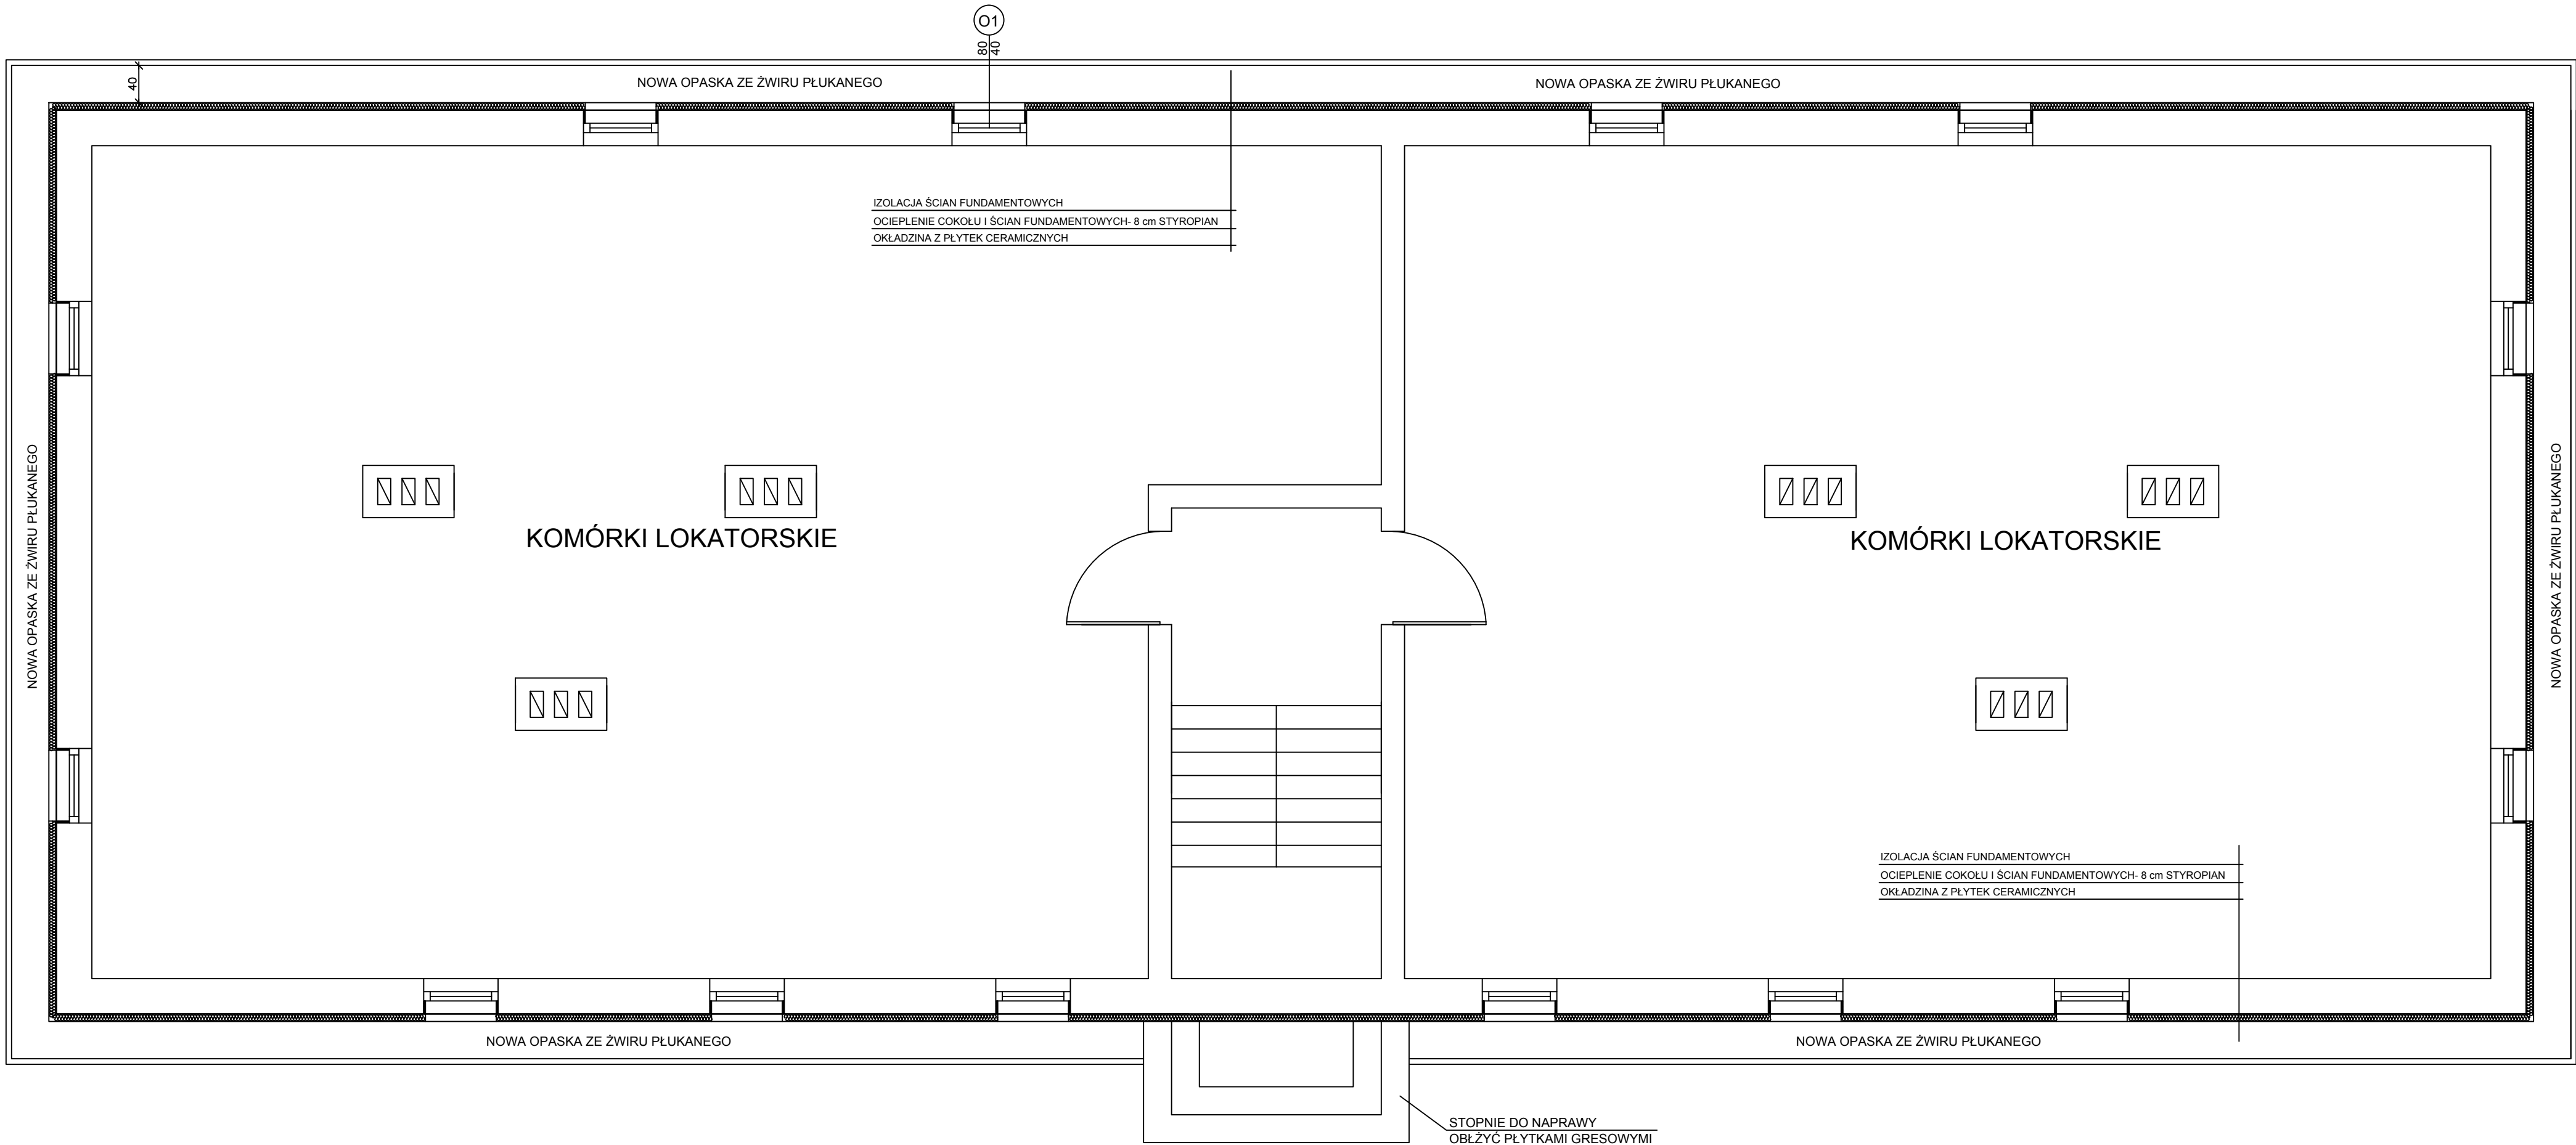 O1
80
40
40
NOWA OPASKA ZE ŻWIRU PŁUKANEGO
NOWA OPASKA ZE ŻWIRU PŁUKANEGO
IZOLACJA ŚCIAN FUNDAMENTOWYCH
OCIEPLENIE COKOŁU I ŚCIAN FUNDAMENTOWYCH- 8 cm STYROPIAN
OKŁADZINA Z PŁYTEK CERAMICZNYCH
NOWA OPASKA ZE ŻWIRU PŁUKANEGO
KOMÓRKI LOKATORSKIE
KOMÓRKI LOKATORSKIE
NOWA OPASKA ZE ŻWIRU PŁUKANEGO
IZOLACJA ŚCIAN FUNDAMENTOWYCH
OCIEPLENIE COKOŁU I ŚCIAN FUNDAMENTOWYCH- 8 cm STYROPIAN
OKŁADZINA Z PŁYTEK CERAMICZNYCH
NOWA OPASKA ZE ŻWIRU PŁUKANEGO
NOWA OPASKA ZE ŻWIRU PŁUKANEGO
STOPNIE DO NAPRAWY
OBŁŻYĆ PŁYTKAMI GRESOWYMI